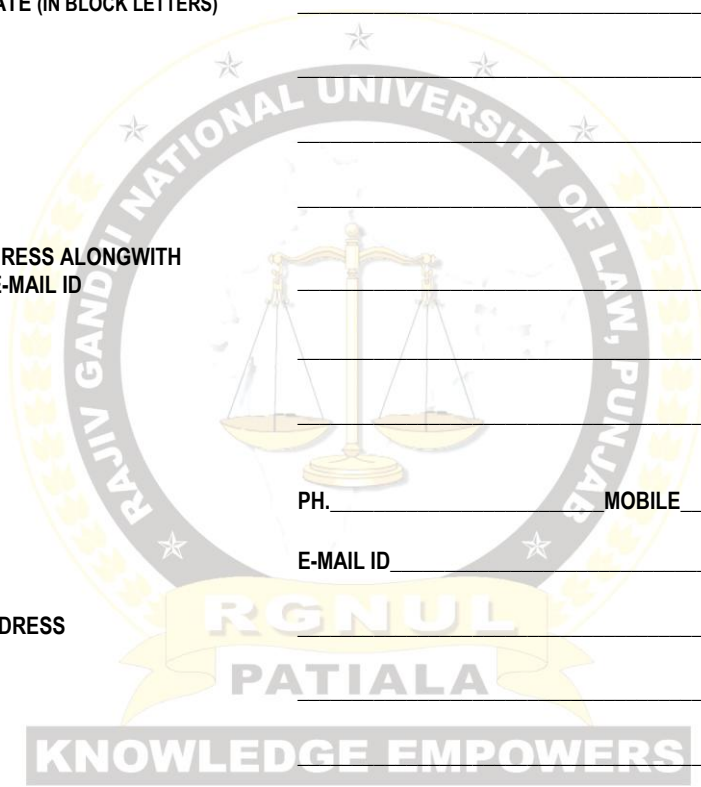 ATE (IN BLOCK LETTERS)
RAJIV GANDHI NATIONAL UNIVERSITY OF LAW, PUNJAB
RESS ALONGWITH
E-MAIL ID
PH. MOBILE
E-MAIL ID
DRESS
RGNUL
PATIALA
KNOWLEDGE EMPOWERS